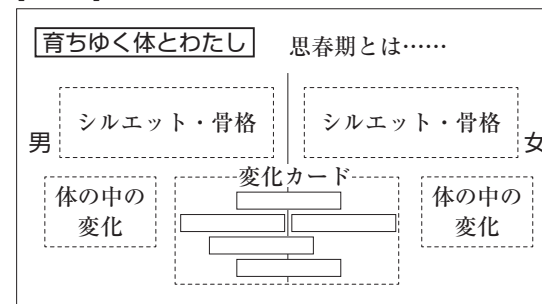 育ちゆく体とわたし 思春期とは……
シルエット・骨格 シルエット・骨格
男 女
変化カード
体の中の 体の中の
変化 変化